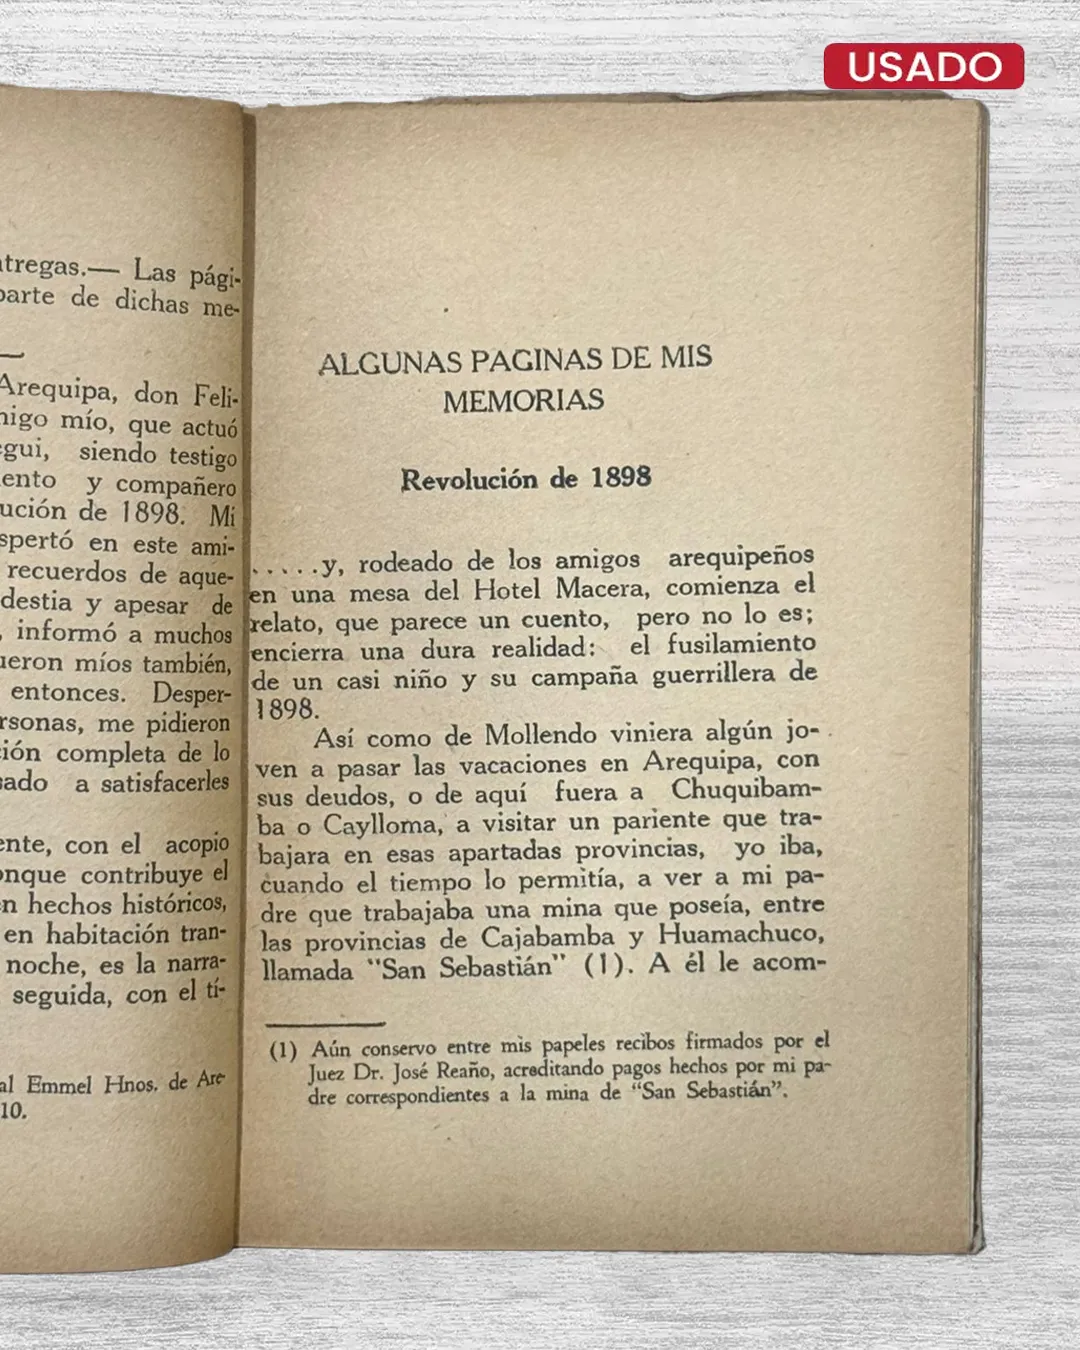 USADO
tregas.— Las pági-
parte de dichas me-
Arequipa, don Feli-
migo mío, que actuó
egui, siendo testigo
ento y compañero
ución de 1898. Mi
spertó en este ami-
recuerdos de aque-
destia y apesar de
, informó a muchos
ueron míos también,
entonces. Desper-
rsonas, me pidieron
ción completa de lo
sado a satisfacerles
ente, con el acopio
onque contribuye el
en hechos históricos,
en habitación tran-
noche, es la narra-
seguida, con el tí-
al Emmel Hnos. de Are
10.
ALGUNAS PAGINAS DE MIS
MEMORIAS
Revolución de 1898
.....y, rodeado de los amigos arequipeños
en una mesa del Hotel Macera, comienza el
relato, que parece un cuento, pero no lo es;
encierra una dura realidad: el fusilamiento
de un casi niño y su campaña guerrillera de
1898.
Así como de Mollendo viniera algún jo-
ven a pasar las vacaciones en Arequipa, con
sus deudos, o de aquí fuera a Chuquibam-
ba o Caylloma, a visitar un pariente que tra-
bajara en esas apartadas provincias, yo iba,
cuando el tiempo lo permitía, a ver a mi pa-
dre que trabajaba una mina que poseía, entre
las provincias de Cajabamba y Huamachuco,
llamada "San Sebastián" (1). A él le acom-
(1) Aún conservo entre mis papeles recibos firmados por el
Juez Dr. José Reaño, acreditando pagos hechos por mi pa-
dre correspondientes a la mina de "San Sebastián".